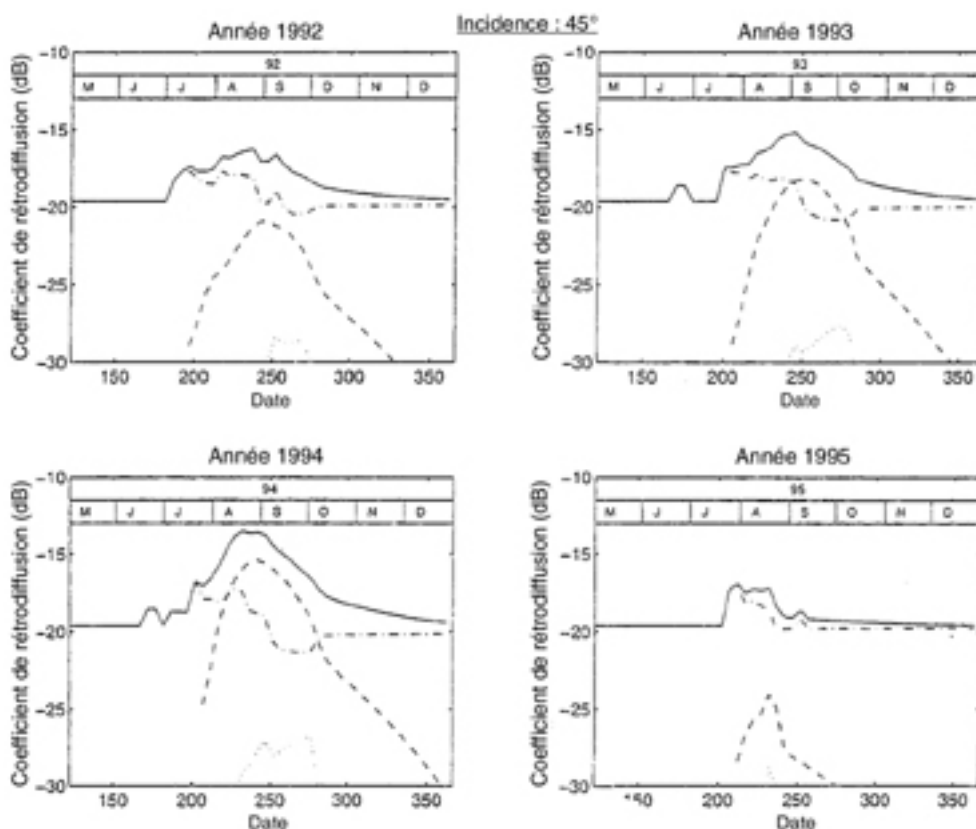 Incidence : 45°
Année 1992
Coefficient de rétrodiffusion (dB)
-10
-15
-20
-25
-30
92
M J J A S D N D
150 200 250 300 350
Date
Année 1993
Coefficient de rétrodiffusion (dB)
-10
-15
-20
-25
-30
93
M J J A S O N D
150 200 250 300 350
Date
Année 1994
Coefficient de rétrodiffusion (dB)
-10
-15
-20
-25
-30
94
M J J A S O N D
150 200 250 300 350
Date
Année 1995
Coefficient de rétrodiffusion (dB)
-10
-15
-20
-25
-30
95
M J J A S O N D
200 250 300 350
Date